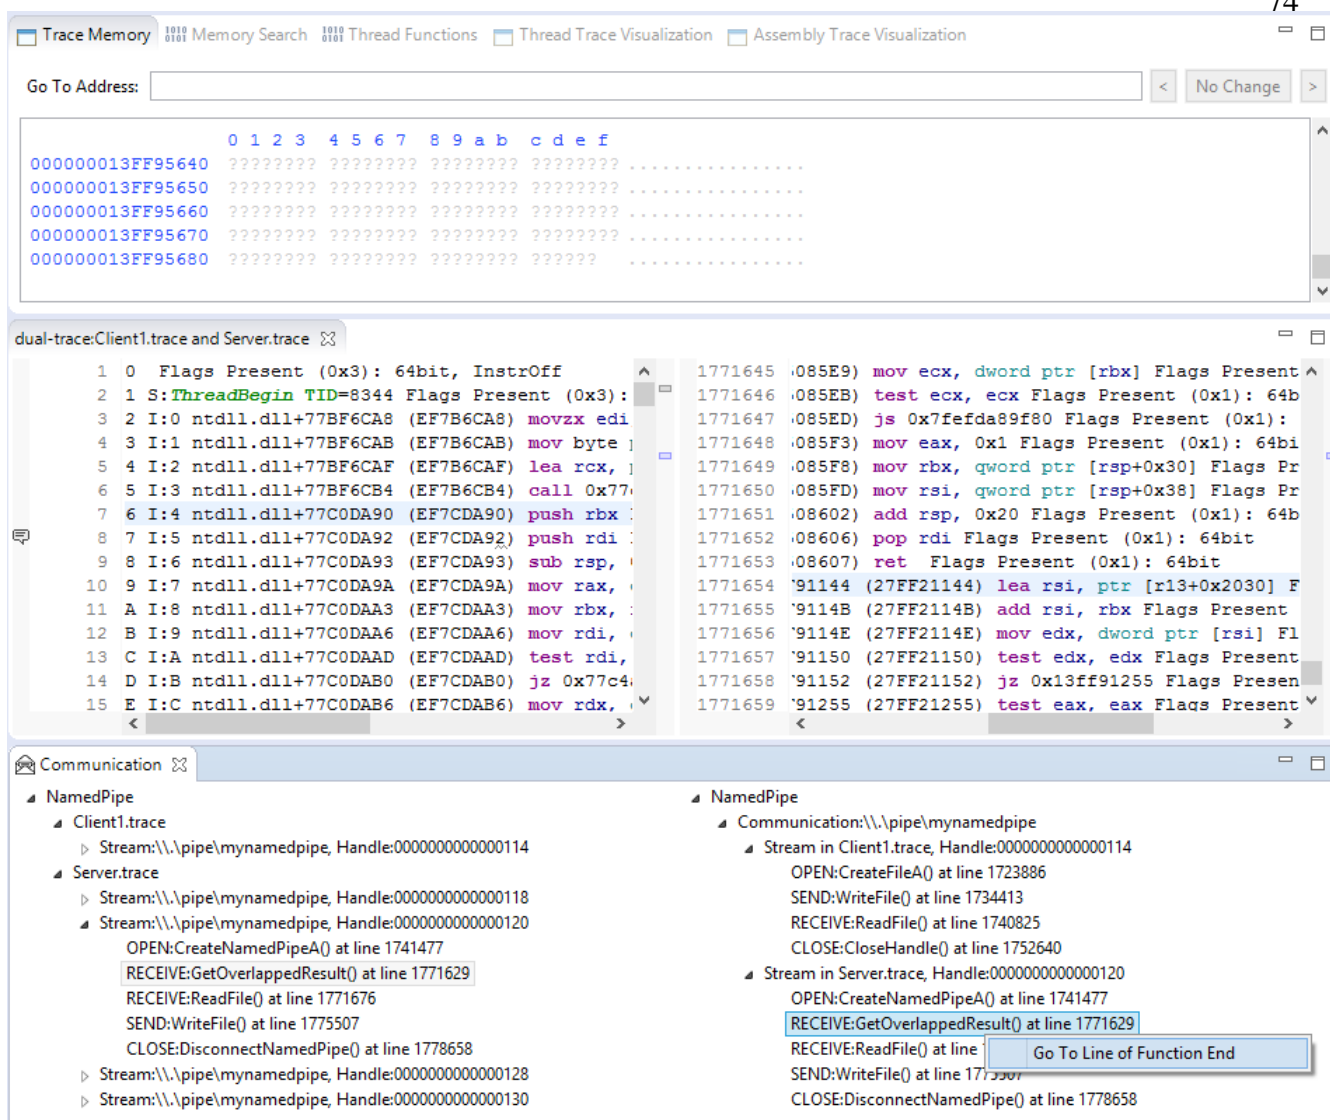 74
Trace Memory Memory Search Thread Functions Thread Trace Visualization Assembly Trace Visualization
Go To Address: < No Change >
0 1 2 3 4 5 6 7 8 9 a b c d e f
000000013FF95640 ???????? ???????? ???????? ???????? ................
000000013FF95650 ???????? ???????? ???????? ???????? ................
000000013FF95660 ???????? ???????? ???????? ???????? ................
000000013FF95670 ???????? ???????? ???????? ???????? ................
000000013FF95680 ???????? ???????? ???????? ?????? ................
dual-trace:Client1.trace and Server.trace
1 0 Flags Present (0x3): 64bit, InstrOff
2 1 S:ThreadBegin TID=8344 Flags Present (0x3):
3 2 I:0 ntdll.dll+77BF6CA8 (EF7B6CA8) movzx edi
4 3 I:1 ntdll.dll+77BF6CAB (EF7B6CAB) mov byte
5 4 I:2 ntdll.dll+77BF6CAF (EF7B6CAF) lea rcx,
6 5 I:3 ntdll.dll+77BF6CB4 (EF7B6CB4) call 0x77
7 6 I:4 ntdll.dll+77C0DA90 (EF7CDA90) push rbx
8 7 I:5 ntdll.dll+77C0DA92 (EF7CDA92) push rdi
9 8 I:6 ntdll.dll+77C0DA93 (EF7CDA93) sub rsp,
10 9 I:7 ntdll.dll+77C0DA9A (EF7CDA9A) mov rax,
11 A I:8 ntdll.dll+77C0DAA3 (EF7CDAA3) mov rbx,
12 B I:9 ntdll.dll+77C0DAA6 (EF7CDAA6) mov rdi,
13 C I:A ntdll.dll+77C0DAAD (EF7CDAAD) test rdi,
14 D I:B ntdll.dll+77C0DAB0 (EF7CDAB0) jz 0x77c4
15 E I:C ntdll.dll+77C0DAB6 (EF7CDAB6) mov rdx,
1771645 085E9) mov ecx, dword ptr [rbx] Flags Present
1771646 085EB) test ecx, ecx Flags Present (0x1): 64b
1771647 085ED) js 0x7fefda89f80 Flags Present (0x1):
1771648 085F3) mov eax, 0x1 Flags Present (0x1): 64bi
1771649 085F8) mov rbx, qword ptr [rsp+0x30] Flags Pr
1771650 085FD) mov rsi, qword ptr [rsp+0x38] Flags Pr
1771651 08602) add rsp, 0x20 Flags Present (0x1): 64b
1771652 08606) pop rdi Flags Present (0x1): 64bit
1771653 08607) ret Flags Present (0x1): 64bit
1771654 91144 (27FF21144) lea rsi, ptr [r13+0x2030] F
1771655 9114B (27FF2114B) add rsi, rbx Flags Present
1771656 9114E (27FF2114E) mov edx, dword ptr [rsi] Fl
1771657 91150 (27FF21150) test edx, edx Flags Present
1771658 91152 (27FF21152) jz 0x13ff91255 Flags Presen
1771659 91255 (27FF21255) test eax, eax Flags Present
Communication
NamedPipe
Client1.trace
Stream:\\.\pipe\mynamedpipe, Handle:0000000000000114
Server.trace
Stream:\\.\pipe\mynamedpipe, Handle:0000000000000118
Stream:\\.\pipe\mynamedpipe, Handle:0000000000000120
OPEN:CreateNamedPipeA() at line 1741477
RECEIVE:GetOverlappedResult() at line 1771629
RECEIVE:ReadFile() at line 1771676
SEND:WriteFile() at line 1775507
CLOSE:DisconnectNamedPipe() at line 1778658
Stream:\\.\pipe\mynamedpipe, Handle:0000000000000128
Stream:\\.\pipe\mynamedpipe, Handle:0000000000000130
NamedPipe
Communication:\\.\pipe\mynamedpipe
Stream in Client1.trace, Handle:0000000000000114
OPEN:CreateFileA() at line 1723886
SEND:WriteFile() at line 1734413
RECEIVE:ReadFile() at line 1740825
CLOSE:CloseHandle() at line 1752640
Stream in Server.trace, Handle:0000000000000120
OPEN:CreateNamedPipeA() at line 1741477
RECEIVE:GetOverlappedResult() at line 1771629
RECEIVE:ReadFile() at line
Go To Line of Function End
SEND:WriteFile() at line 1775507
CLOSE:DisconnectNamedPipe() at line 1778658